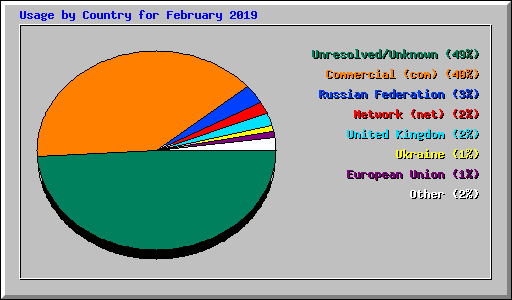 Usage by Country for February 2019
Unresolved/Unknown (49%)
Commercial (com) (40%)
Russian Federation (3%)
Network (net) (2%)
United Kingdom (2%)
Ukraine (1%)
European Union (1%)
Other (2%)